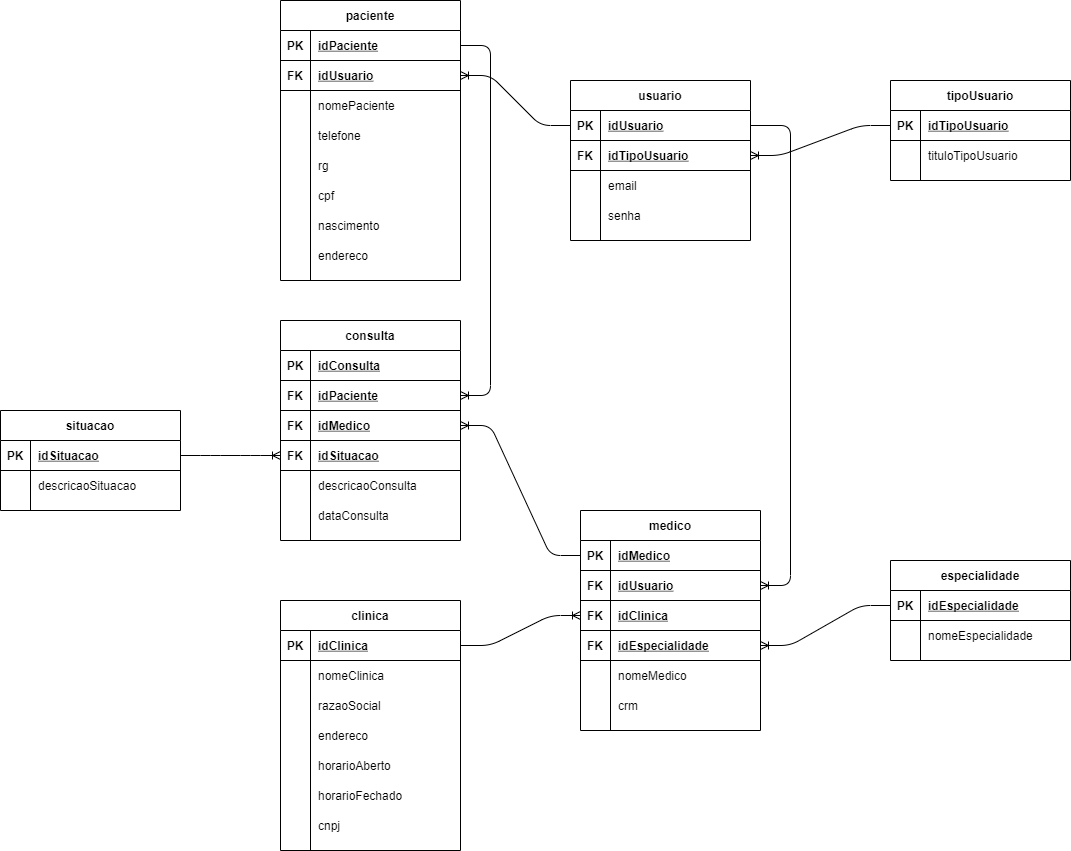 paciente
PK idPaciente
FK idUsuario
nomePaciente
telefone
rg
cpf
nascimento
endereco
usuario
PK idUsuario
FK idTipoUsuario
email
senha
tipoUsuario
PK idTipoUsuario
tituloTipoUsuario
consulta
PK idConsulta
FK idPaciente
FK idMedico
FK idSituacao
descricaoConsulta
dataConsulta
situacao
PK idSituacao
descricaoSituacao
medico
PK idMedico
FK idUsuario
FK idClinica
FK idEspecialidade
nomeMedico
crm
especialidade
PK idEspecialidade
nomeEspecialidade
clinica
PK idClinica
nomeClinica
razaoSocial
endereco
horarioAberto
horarioFechado
cnpj